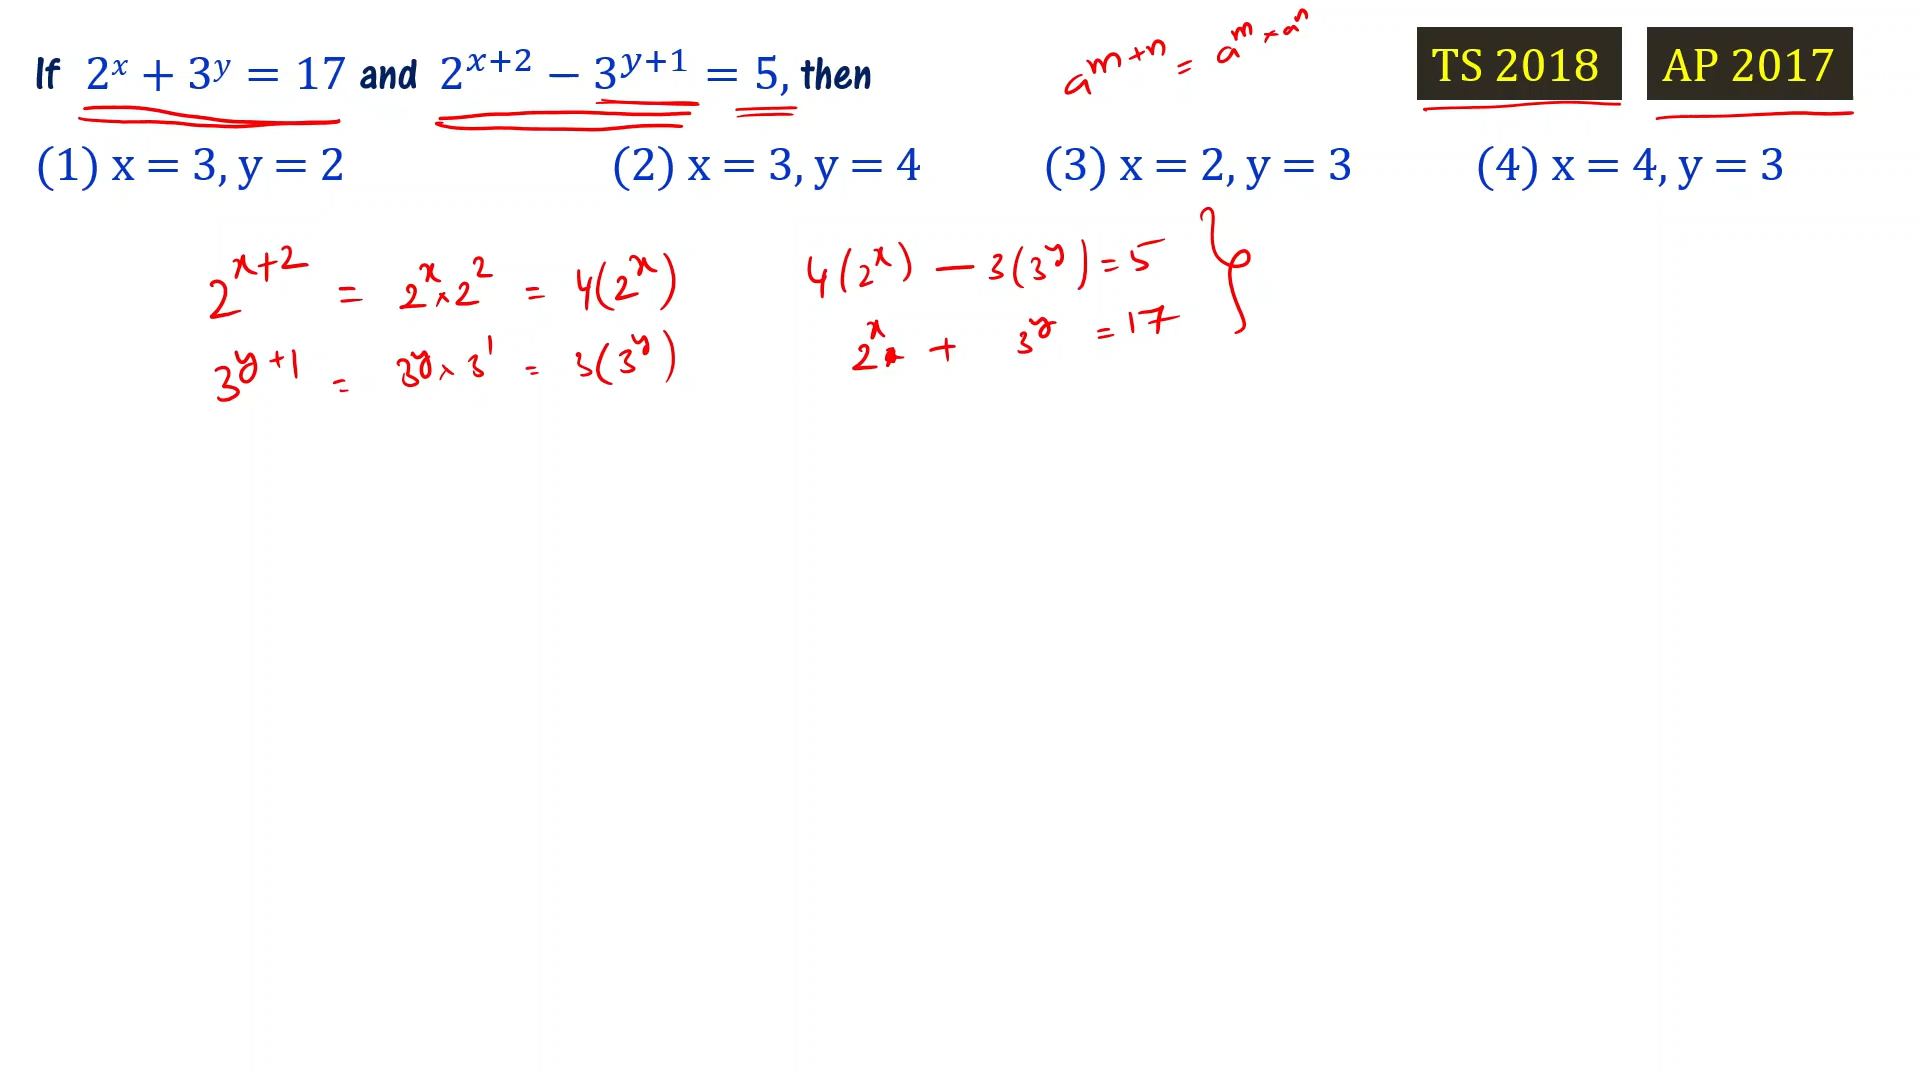 If 2^x + 3^y = 17 and 2^{x+2} − 3^{y+1} = 5, then
a^{m+n} = a^m × a^n
TS 2018
AP 2017
(1) x = 3, y = 2
(2) x = 3, y = 4
(3) x = 2, y = 3
(4) x = 4, y = 3
2^{x+2} = 2^x × 2^2 = 4(2^x)
3^{y+1} = 3^y × 3^1 = 3(3^y)
4(2^x) − 3(3^y) = 5
2^x + 3^y = 17